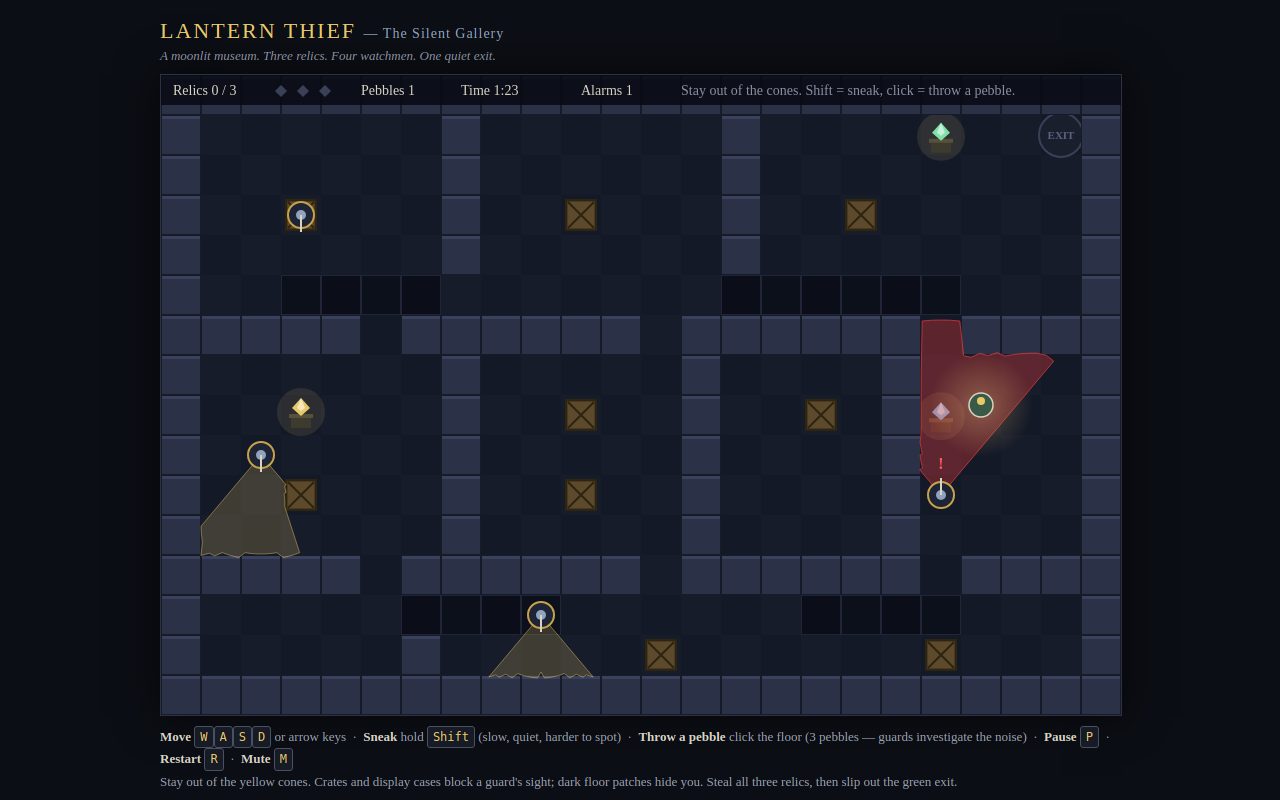 LANTERN THIEF — The Silent Gallery
A moonlit museum. Three relics. Four watchmen. One quiet exit.
Relics 0 / 3 Pebbles 1 Time 1:23 Alarms 1 Stay out of the cones. Shift = sneak, click = throw a pebble.
EXIT
!
Move W A S D or arrow keys · Sneak hold Shift (slow, quiet, harder to spot) · Throw a pebble click the floor (3 pebbles — guards investigate the noise) · Pause P ·
Restart R · Mute M
Stay out of the yellow cones. Crates and display cases block a guard's sight; dark floor patches hide you. Steal all three relics, then slip out the green exit.